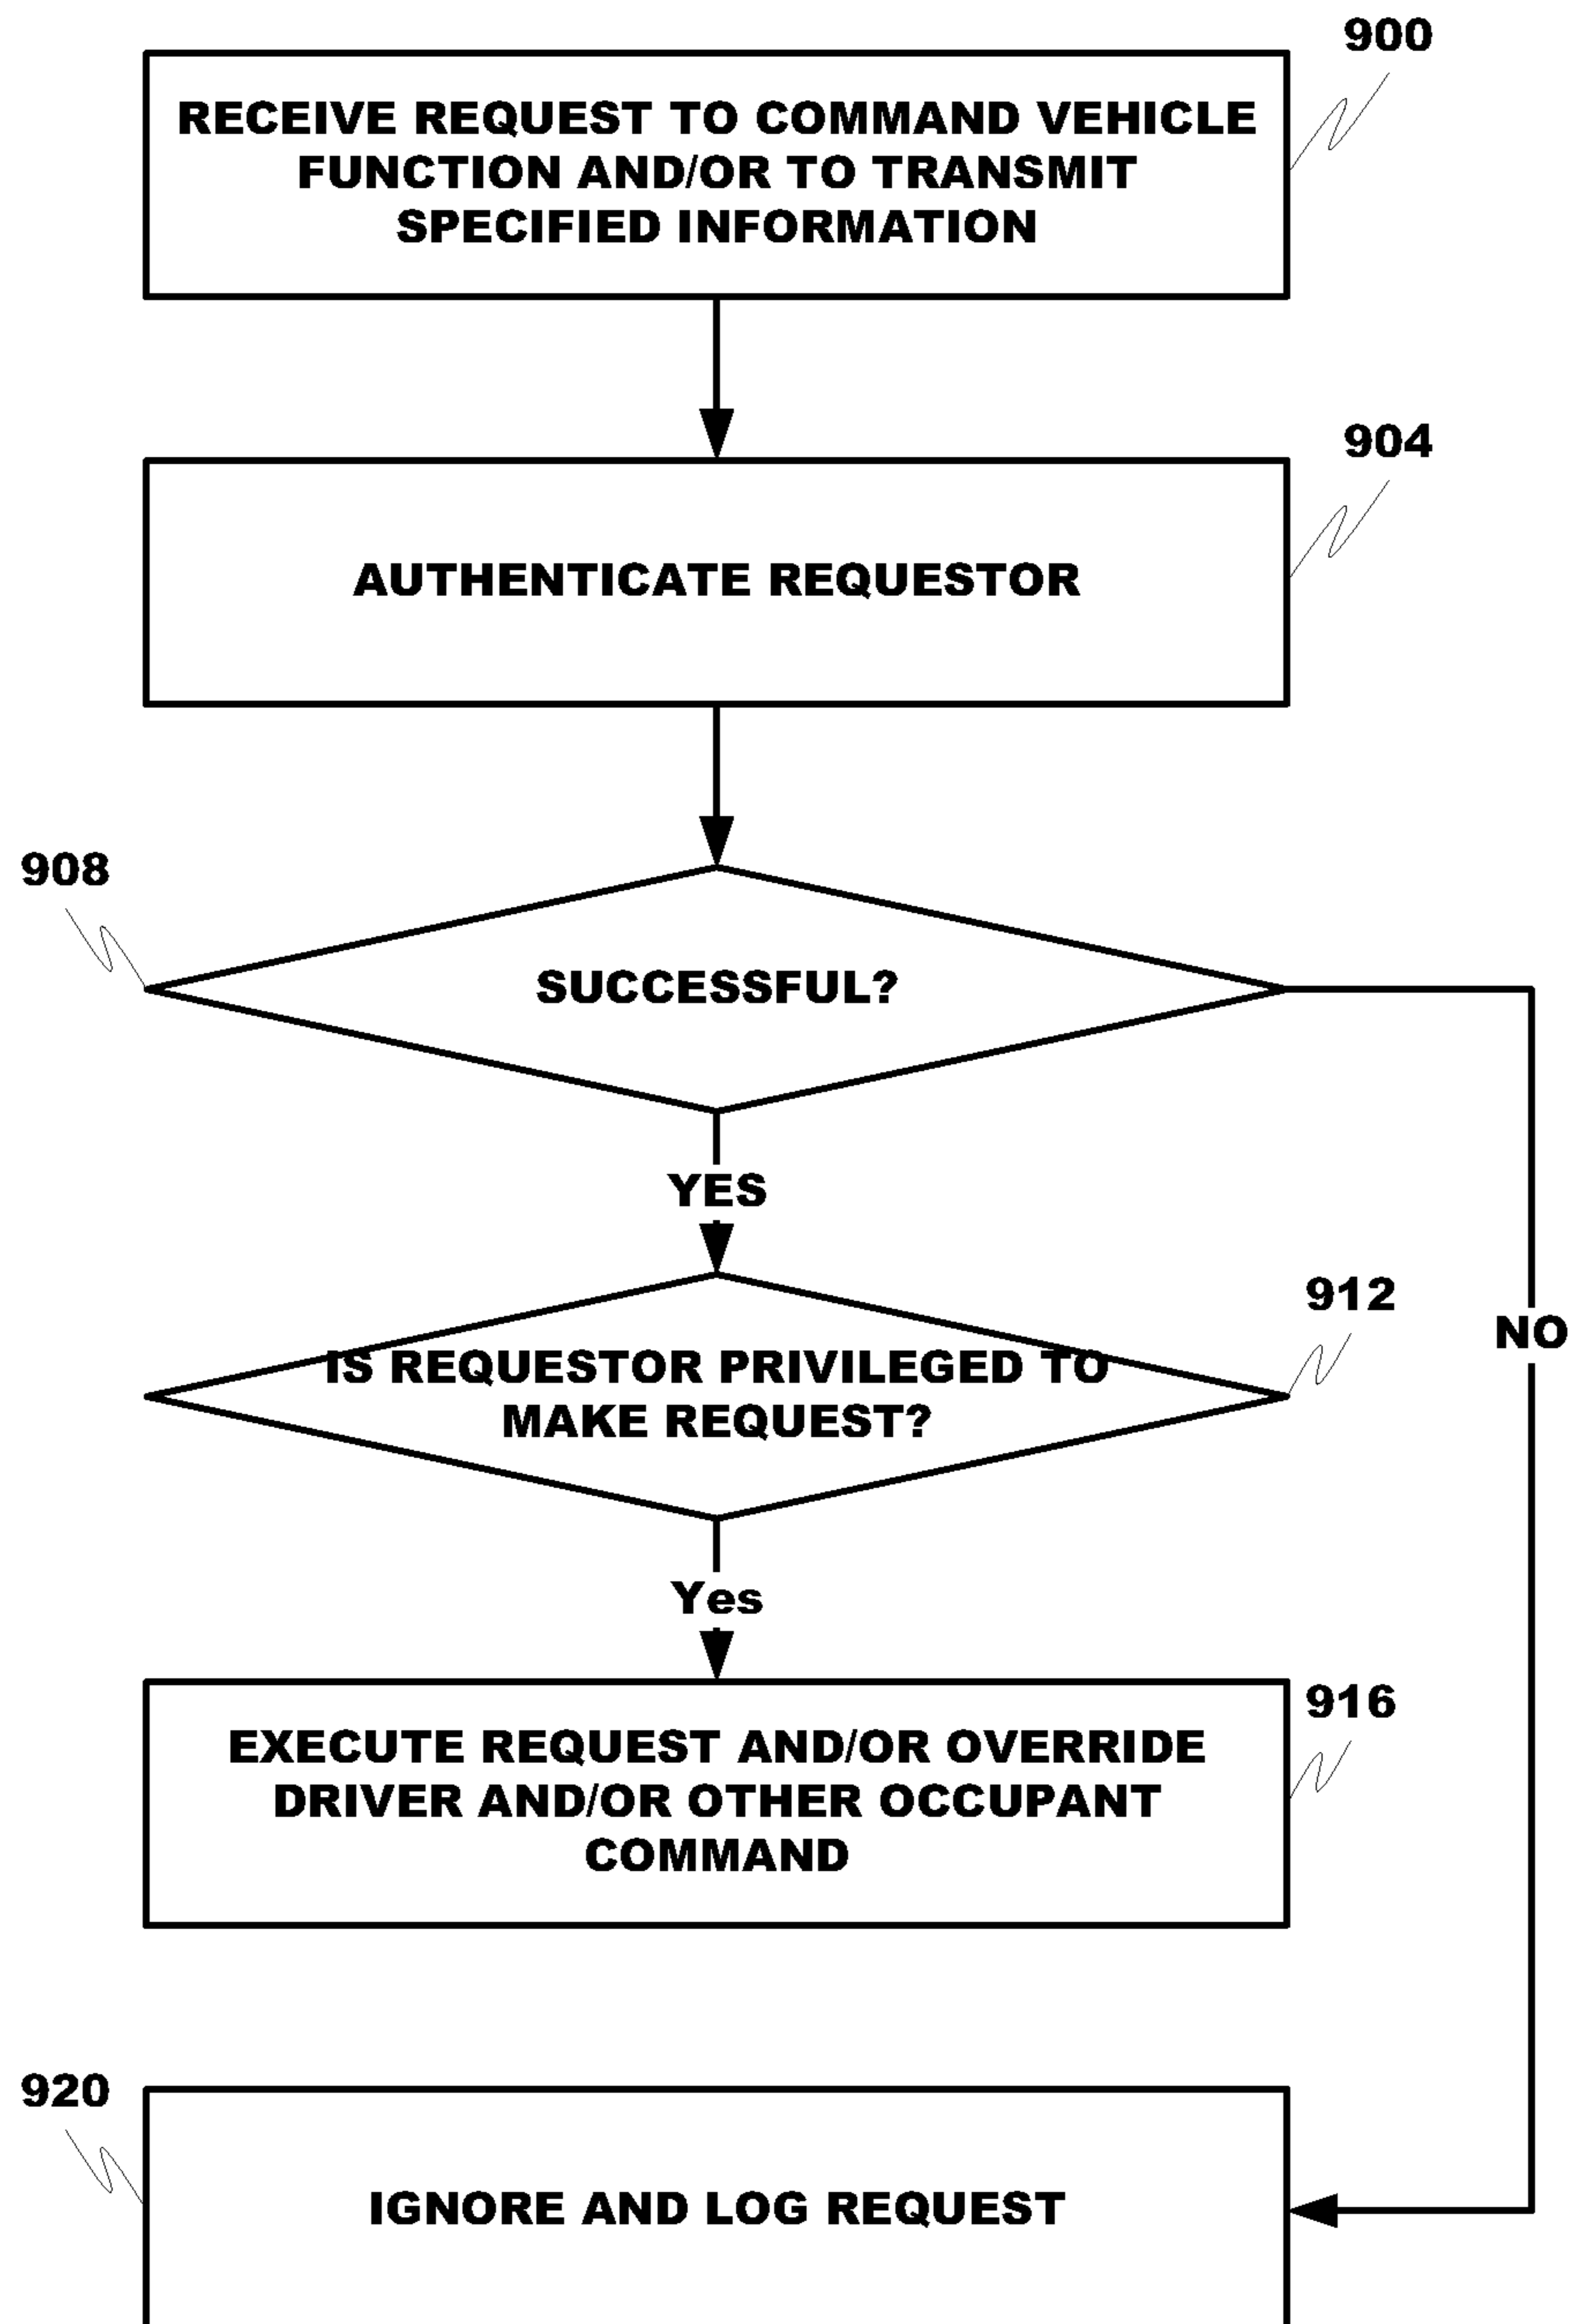 900
RECEIVE REQUEST TO COMMAND VEHICLE
FUNCTION AND/OR TO TRANSMIT
SPECIFIED INFORMATION
904
AUTHENTICATE REQUESTOR
908
SUCCESSFUL?
YES
912
NO
IS REQUESTOR PRIVILEGED TO
MAKE REQUEST?
Yes
916
EXECUTE REQUEST AND/OR OVERRIDE
DRIVER AND/OR OTHER OCCUPANT
COMMAND
920
IGNORE AND LOG REQUEST